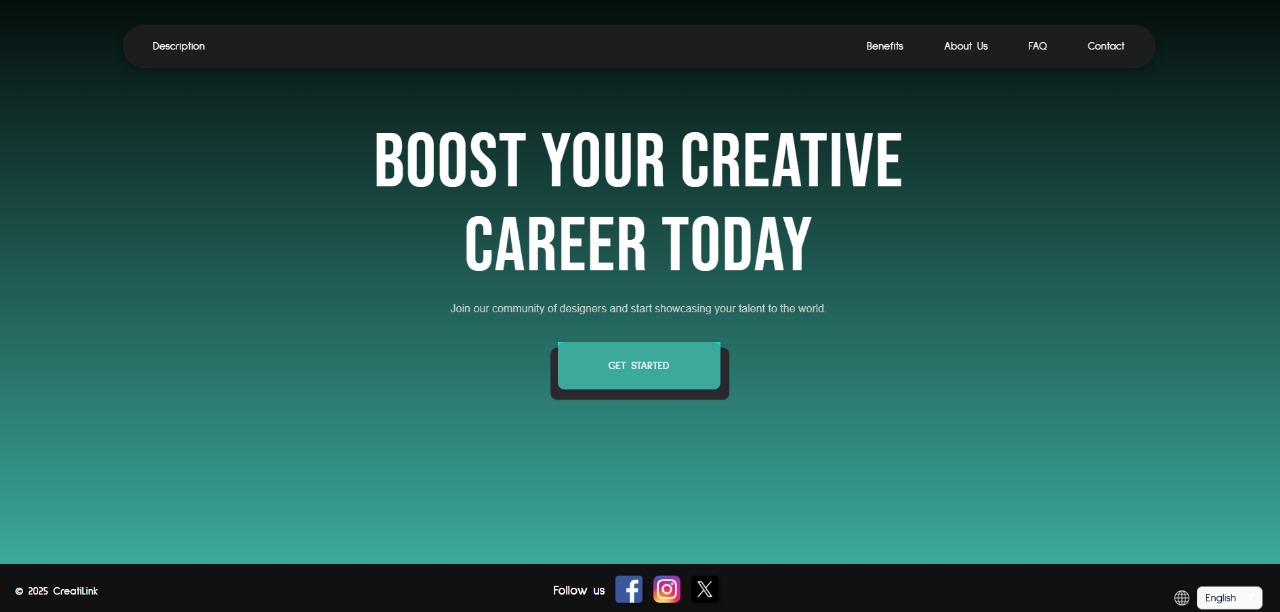 Description Benefits About Us FAQ Contact
BOOST YOUR CREATIVE
CAREER TODAY
Join our community of designers and start showcasing your talent to the world.
GET STARTED
© 2025 CreatiLink Follow us
English